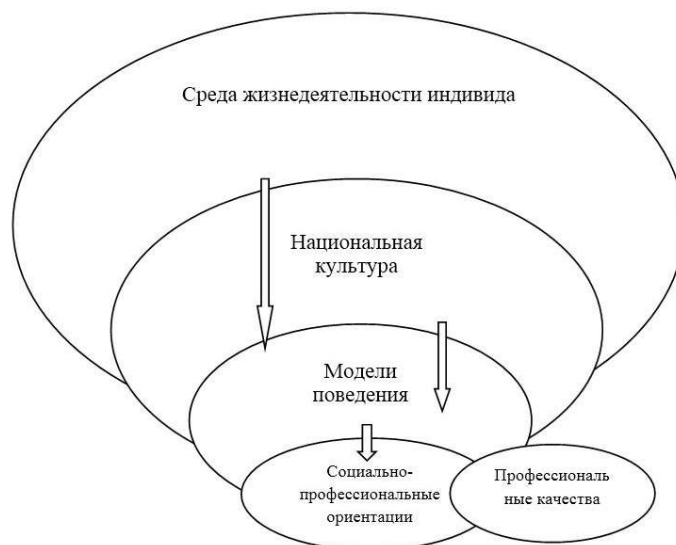 Среда жизнедеятельности индивида
Национальная
культура
Модели
поведения
Социально-
профессиональные
ориентации
Профессиональ
ные качества